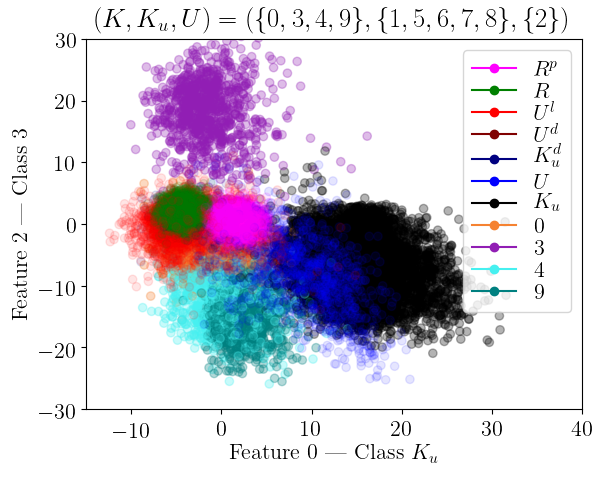 (K, K_u, U) = ({0, 3, 4, 9}, {1, 5, 6, 7, 8}, {2})
30
20
10
0
−10
−20
−30
Feature 2 — Class 3
−10 0 10 20 30 40
Feature 0 — Class K_u
R^p
R
U^l
U^d
K_u^d
U
K_u
0
3
4
9